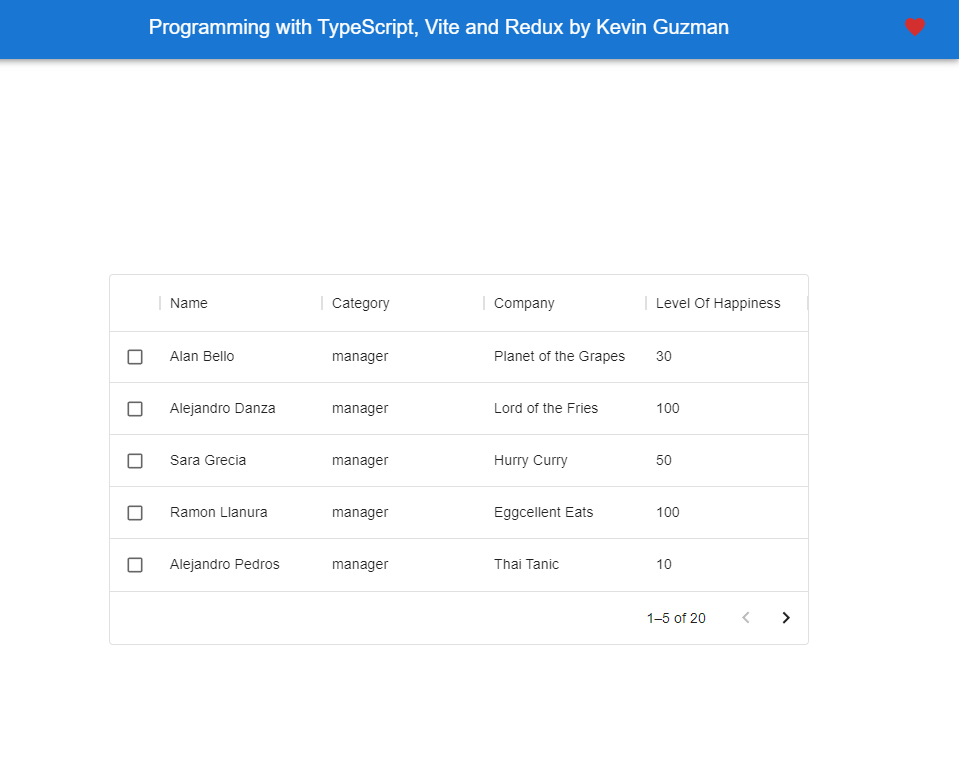 Programming with TypeScript, Vite and Redux by Kevin Guzman
Name Category Company Level Of Happiness
Alan Bello manager Planet of the Grapes 30
Alejandro Danza manager Lord of the Fries 100
Sara Grecia manager Hurry Curry 50
Ramon Llanura manager Eggcellent Eats 100
Alejandro Pedros manager Thai Tanic 10
1–5 of 20